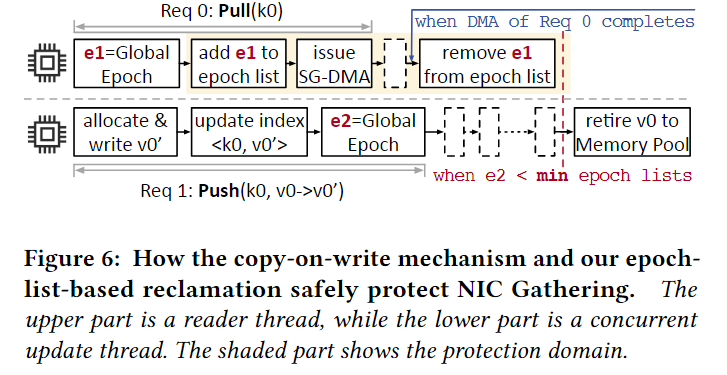 Req 0: Pull(k0)
when DMA of Req 0 completes
e1=Global Epoch
add e1 to epoch list
issue SG-DMA
remove e1 from epoch list
allocate & write v0’
update index <k0, v0’>
e2=Global Epoch
retire v0 to Memory Pool
Req 1: Push(k0, v0->v0’)
when e2 < min epoch lists
Figure 6: How the copy-on-write mechanism and our epoch-
list-based reclamation safely protect NIC Gathering. The
upper part is a reader thread, while the lower part is a concurrent
update thread. The shaded part shows the protection domain.